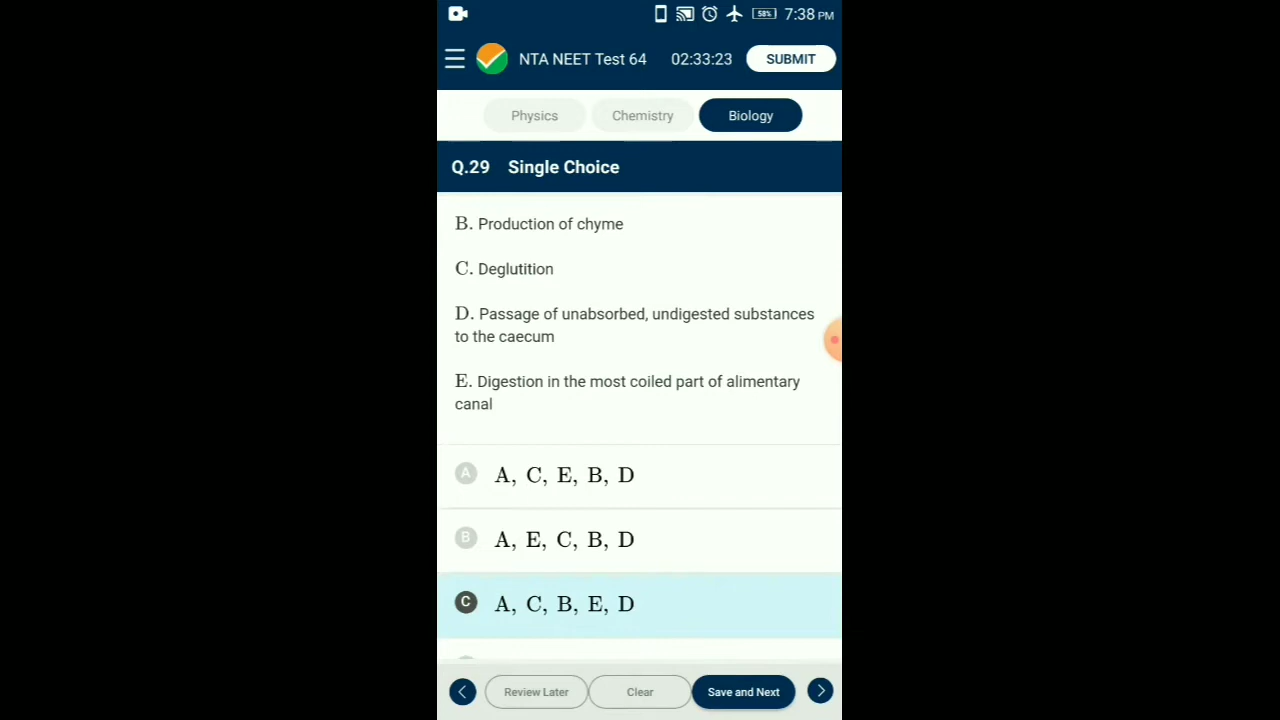 58% 7:38 PM
NTA NEET Test 64 02:33:23 SUBMIT
Physics Chemistry Biology
Q.29 Single Choice
B. Production of chyme
C. Deglutition
D. Passage of unabsorbed, undigested substances
to the caecum
E. Digestion in the most coiled part of alimentary
canal
A A, C, E, B, D
B A, E, C, B, D
C A, C, B, E, D
Review Later Clear Save and Next